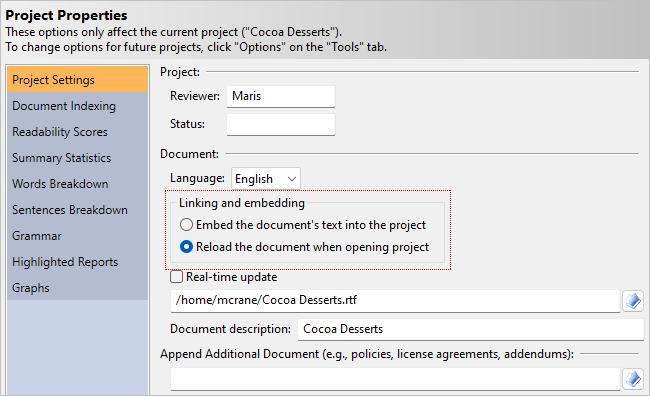 Project Properties
These options only affect the current project ("Cocoa Desserts").
To change options for future projects, click "Options" on the "Tools" tab.
Project Settings
Document Indexing
Readability Scores
Summary Statistics
Words Breakdown
Sentences Breakdown
Grammar
Highlighted Reports
Graphs
Project:
Reviewer: Maris
Status:
Document:
Language: English
Linking and embedding
Embed the document's text into the project
Reload the document when opening project
Real-time update
/home/mcrane/Cocoa Desserts.rtf
Document description: Cocoa Desserts
Append Additional Document (e.g., policies, license agreements, addendums):